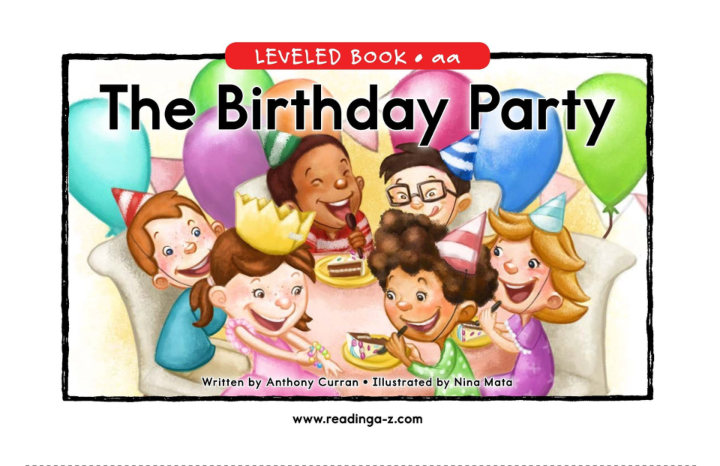 LEVELED BOOK • aa
The Birthday Party
Written by Anthony Curran • Illustrated by Nina Mata
www.readinga-z.com